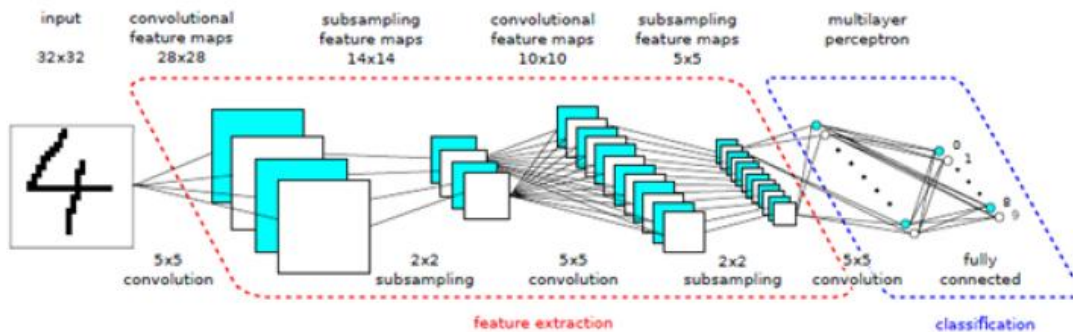 input
32x32
convolutional
feature maps
28x28
subsampling
feature maps
14x14
convolutional
feature maps
10x10
subsampling
feature maps
5x5
multilayer
perceptron
4
0
1
8
9
5x5
convolution
2x2
subsampling
5x5
convolution
2x2
subsampling
5x5
convolution
fully
connected
feature extraction
classification